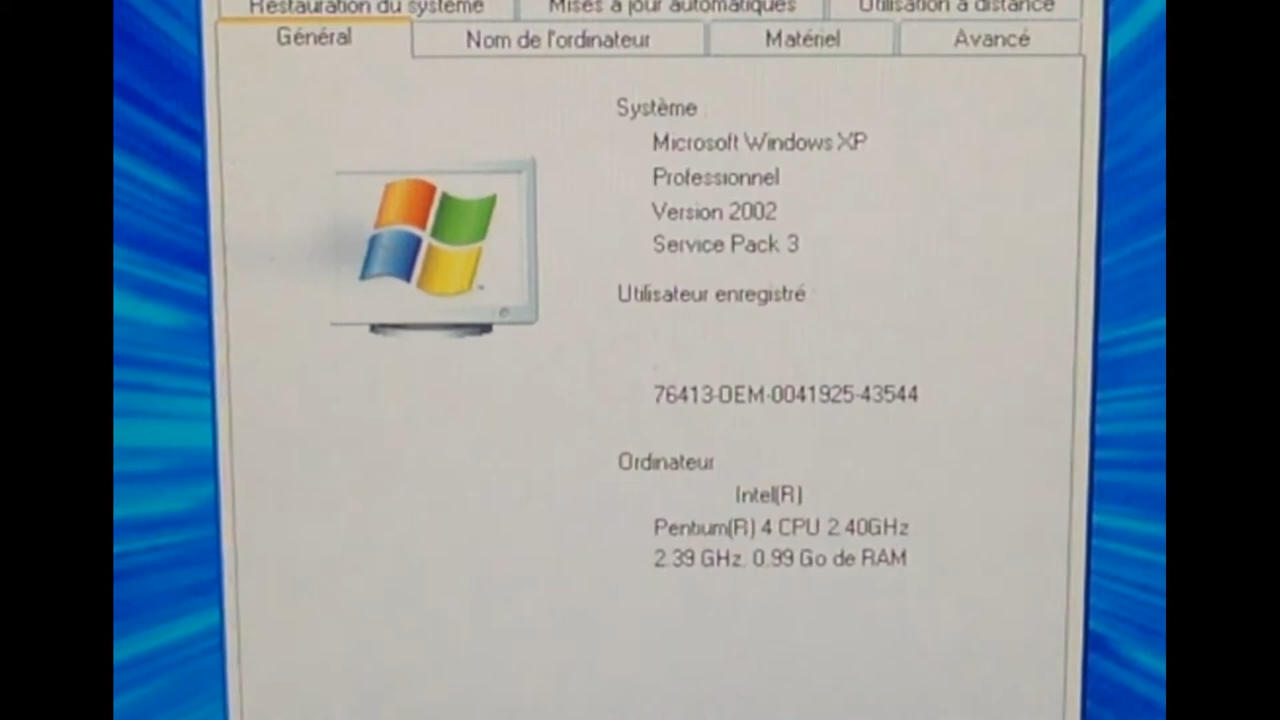 Restauration du système Mises à jour automatiques Utilisation à distance
Général Nom de l'ordinateur Matériel Avancé
Système
Microsoft Windows XP
Professionnel
Version 2002
Service Pack 3
Utilisateur enregistré
76413-OEM-0041925-43544
Ordinateur
Intel(R)
Pentium(R) 4 CPU 2.40GHz
2.39 GHz, 0.99 Go de RAM